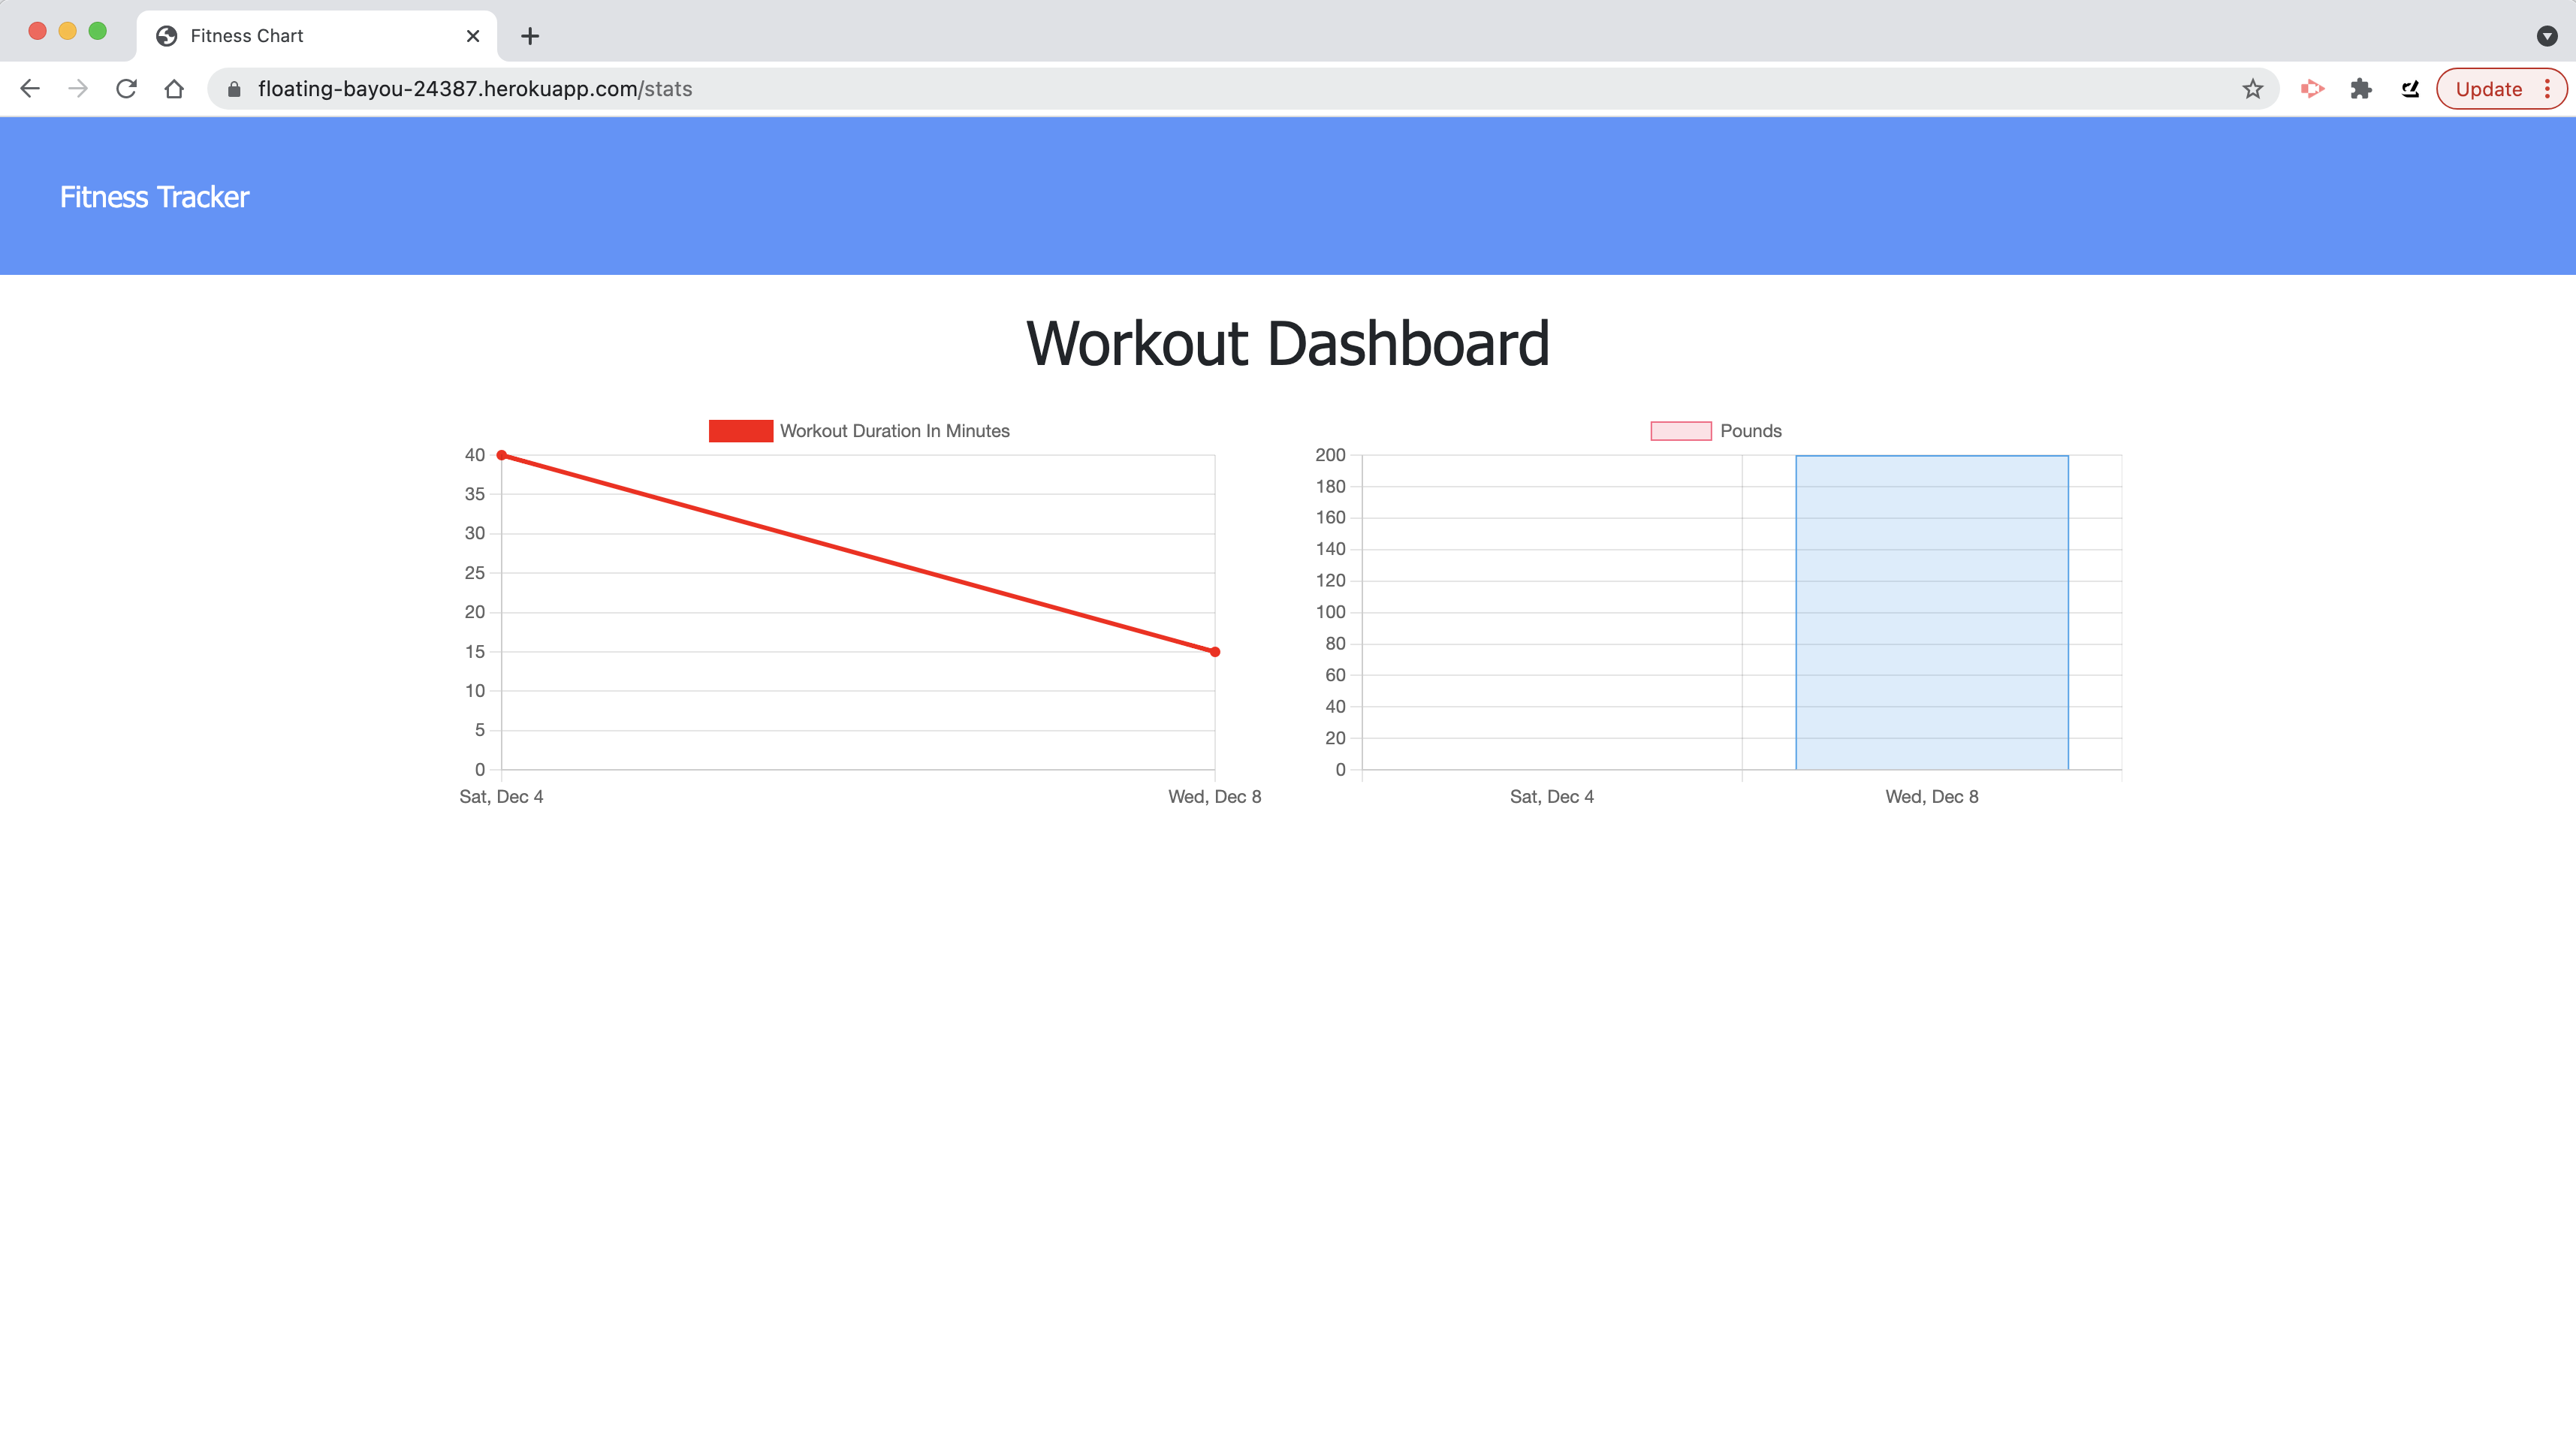 Fitness Chart
floating-bayou-24387.herokuapp.com/stats
Update
Fitness Tracker
Workout Dashboard
Workout Duration In Minutes
40
35
30
25
20
15
10
5
0
Sat, Dec 4
Wed, Dec 8
Pounds
200
180
160
140
120
100
80
60
40
20
0
Sat, Dec 4
Wed, Dec 8